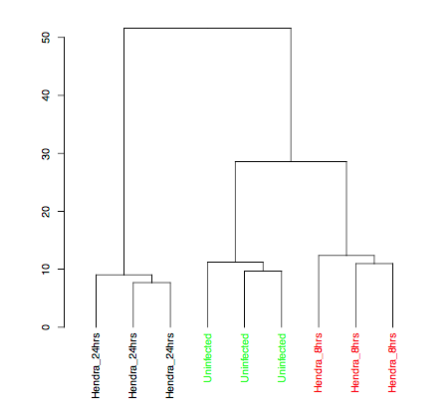 50
40
30
20
10
0
Hendra_24hrs
Hendra_24hrs
Hendra_24hrs
Uninfected
Uninfected
Uninfected
Hendra_8hrs
Hendra_8hrs
Hendra_8hrs